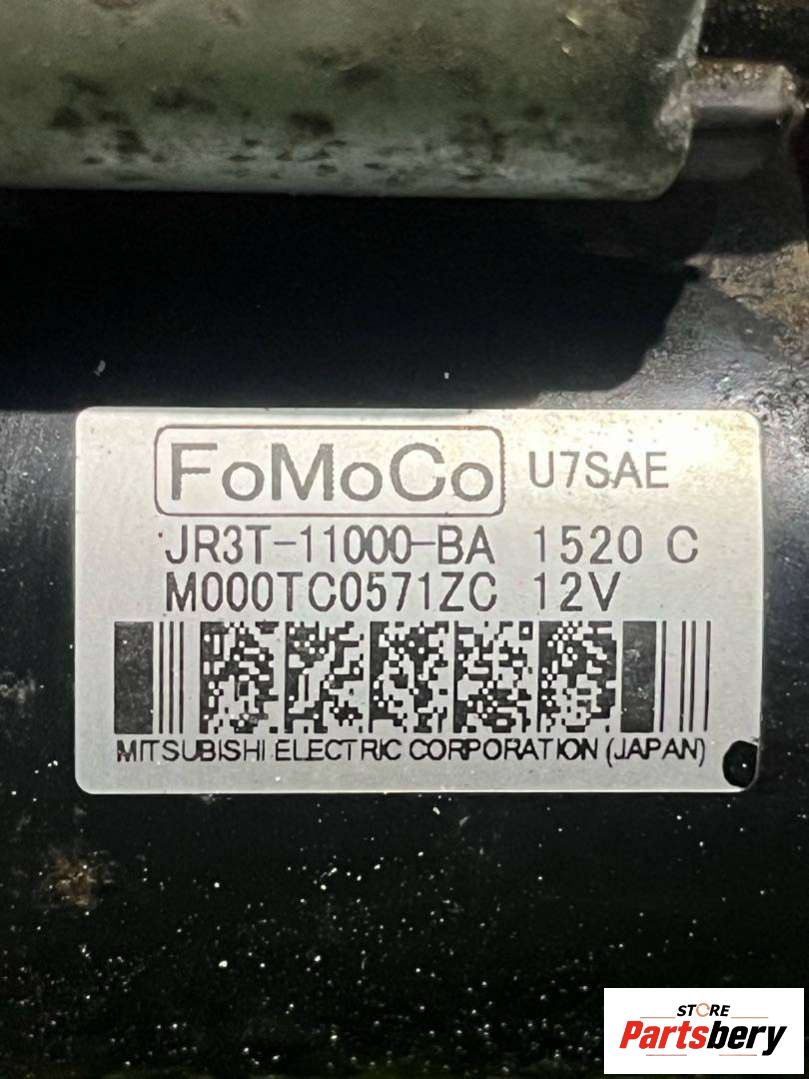 FoMoCo U7SAE
JR3T-11000-BA 1520 C
M000TC0571ZC 12V
MITSUBISHI ELECTRIC CORPORATION (JAPAN)
STORE
Partsbery